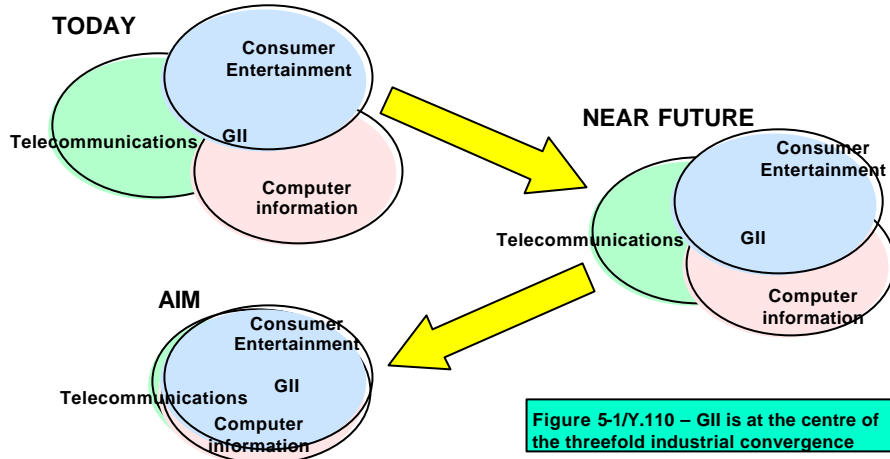 TODAY
Consumer
Entertainment
Telecommunications
GII
Computer
information
NEAR FUTURE
Consumer
Entertainment
Telecommunications
GII
Computer
information
AIM
Consumer
Entertainment
GII
Telecommunications
Computer
information
Figure 5-1/Y.110 – GII is at the centre of
the threefold industrial convergence